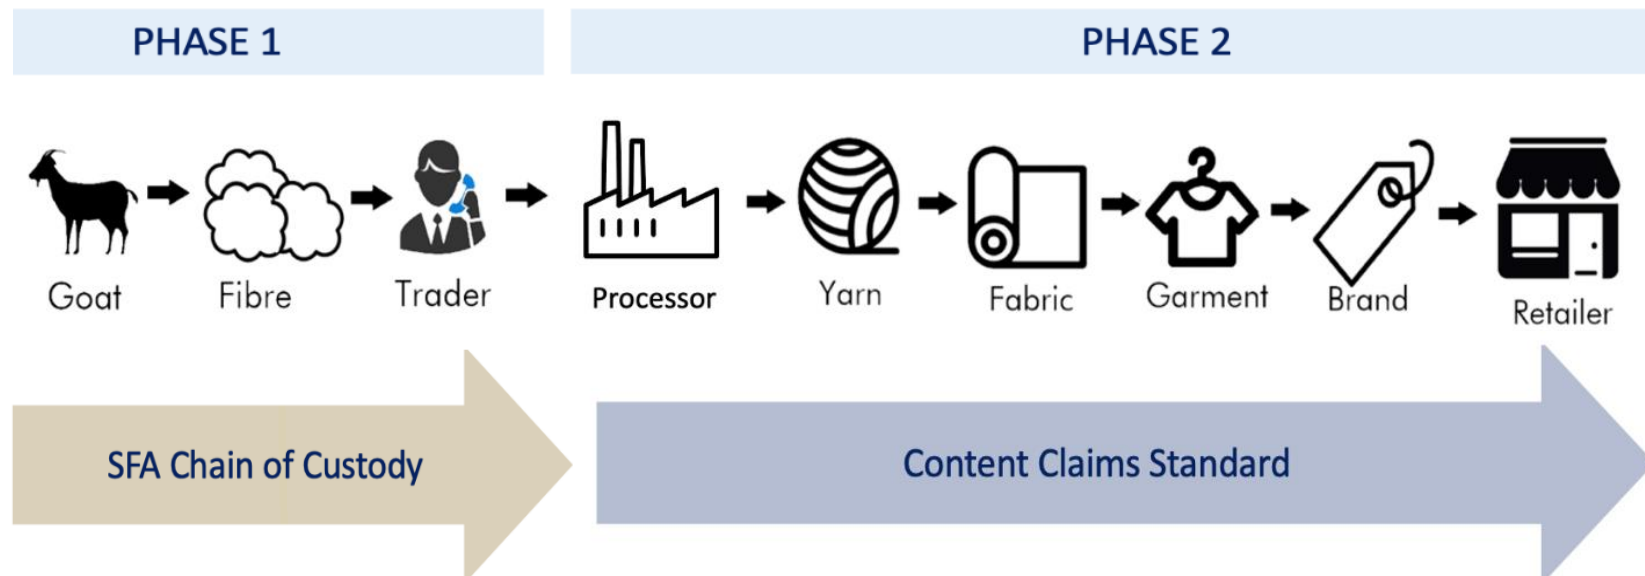 PHASE 1
PHASE 2
Goat
Fibre
Trader
Processor
Yarn
Fabric
Garment
Brand
Retailer
SFA Chain of Custody
Content Claims Standard